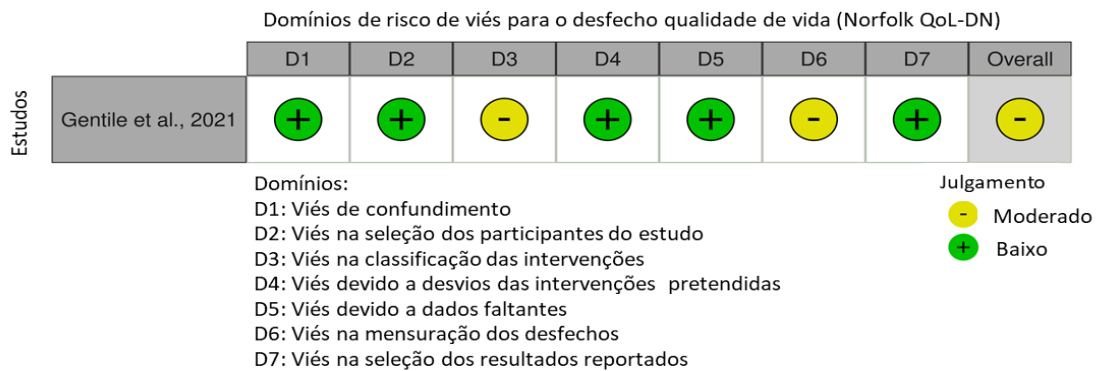 Domínios de risco de viés para o desfecho qualidade de vida (Norfolk QoL-DN)
D1 D2 D3 D4 D5 D6 D7 Overall
Estudos
Gentile et al., 2021 + + - + + - + -
Domínios:
D1: Viés de confundimento
D2: Viés na seleção dos participantes do estudo
D3: Viés na classificação das intervenções
D4: Viés devido a desvios das intervenções pretendidas
D5: Viés devido a dados faltantes
D6: Viés na mensuração dos desfechos
D7: Viés na seleção dos resultados reportados
Julgamento
- Moderado
+ Baixo